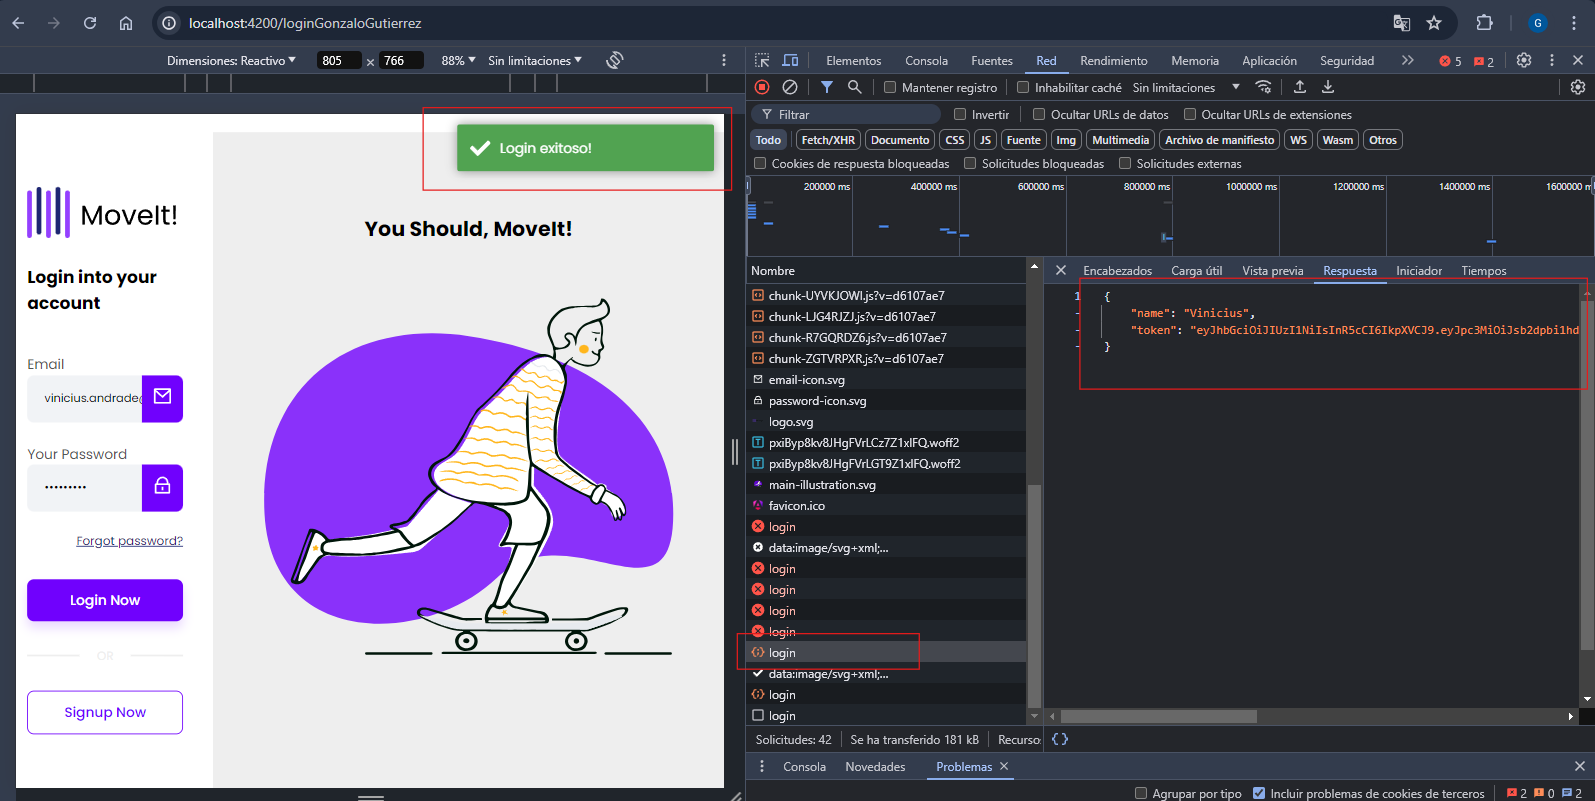 localhost:4200/loginGonzaloGutierrez
G
Dimensiones: Reactivo
805 × 766
88%
Sin limitaciones
Login exitoso!
MoveIt!
You Should, MoveIt!
Login into your
account
Email
vinicius.andrade@
Your Password
Forgot password?
Login Now
OR
Signup Now
Elementos Consola Fuentes Red Rendimiento Memoria Aplicación Seguridad 5 2
Mantener registro Inhabilitar caché Sin limitaciones
Filtrar Invertir Ocultar URLs de datos Ocultar URLs de extensiones
Todo Fetch/XHR Documento CSS JS Fuente Img Multimedia Archivo de manifiesto WS Wasm Otros
Cookies de respuesta bloqueadas Solicitudes bloqueadas Solicitudes externas
200000 ms 400000 ms 600000 ms 800000 ms 1000000 ms 1200000 ms 1400000 ms 1600000 m
Nombre
chunk-UYVKJOWI.js?v=d6107ae7
chunk-LJG4RJZJ.js?v=d6107ae7
chunk-R7GQRDZ6.js?v=d6107ae7
chunk-ZGTVRPXR.js?v=d6107ae7
email-icon.svg
password-icon.svg
logo.svg
pxiByp8kv8JHgFVrLCz7Z1xlFQ.woff2
pxiByp8kv8JHgFVrLGT9Z1xlFQ.woff2
main-illustration.svg
favicon.ico
login
data:image/svg+xml;...
login
login
login
login
login
data:image/svg+xml;...
login
login
Solicitudes: 42 Se ha transferido 181 kB Recurso
Encabezados Carga útil Vista previa Respuesta Iniciador Tiempos
1 {
- "name": "Vinicius",
- "token": "eyJhbGciOiJIUzI1NiIsInR5cCI6IkpXVCJ9.eyJpc3MiOiJsb2dpbi1hd
- }
{ }
Consola Novedades Problemas
Agrupar por tipo Incluir problemas de cookies de terceros 2 0 2